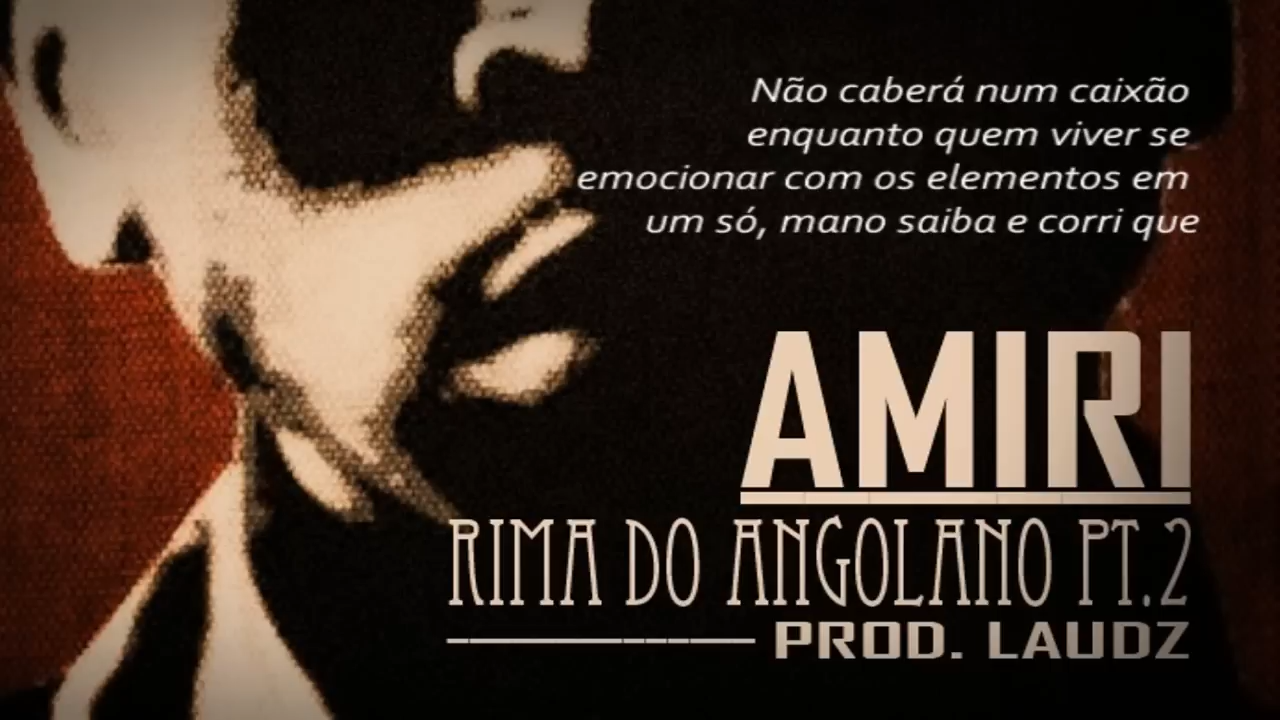 Não caberá num caixão
enquanto quem viver se
emocionar com os elementos em
um só, mano saiba e corri que
AMIRI
RIMA DO ANGOLANO PT.2
PROD. LAUDZ